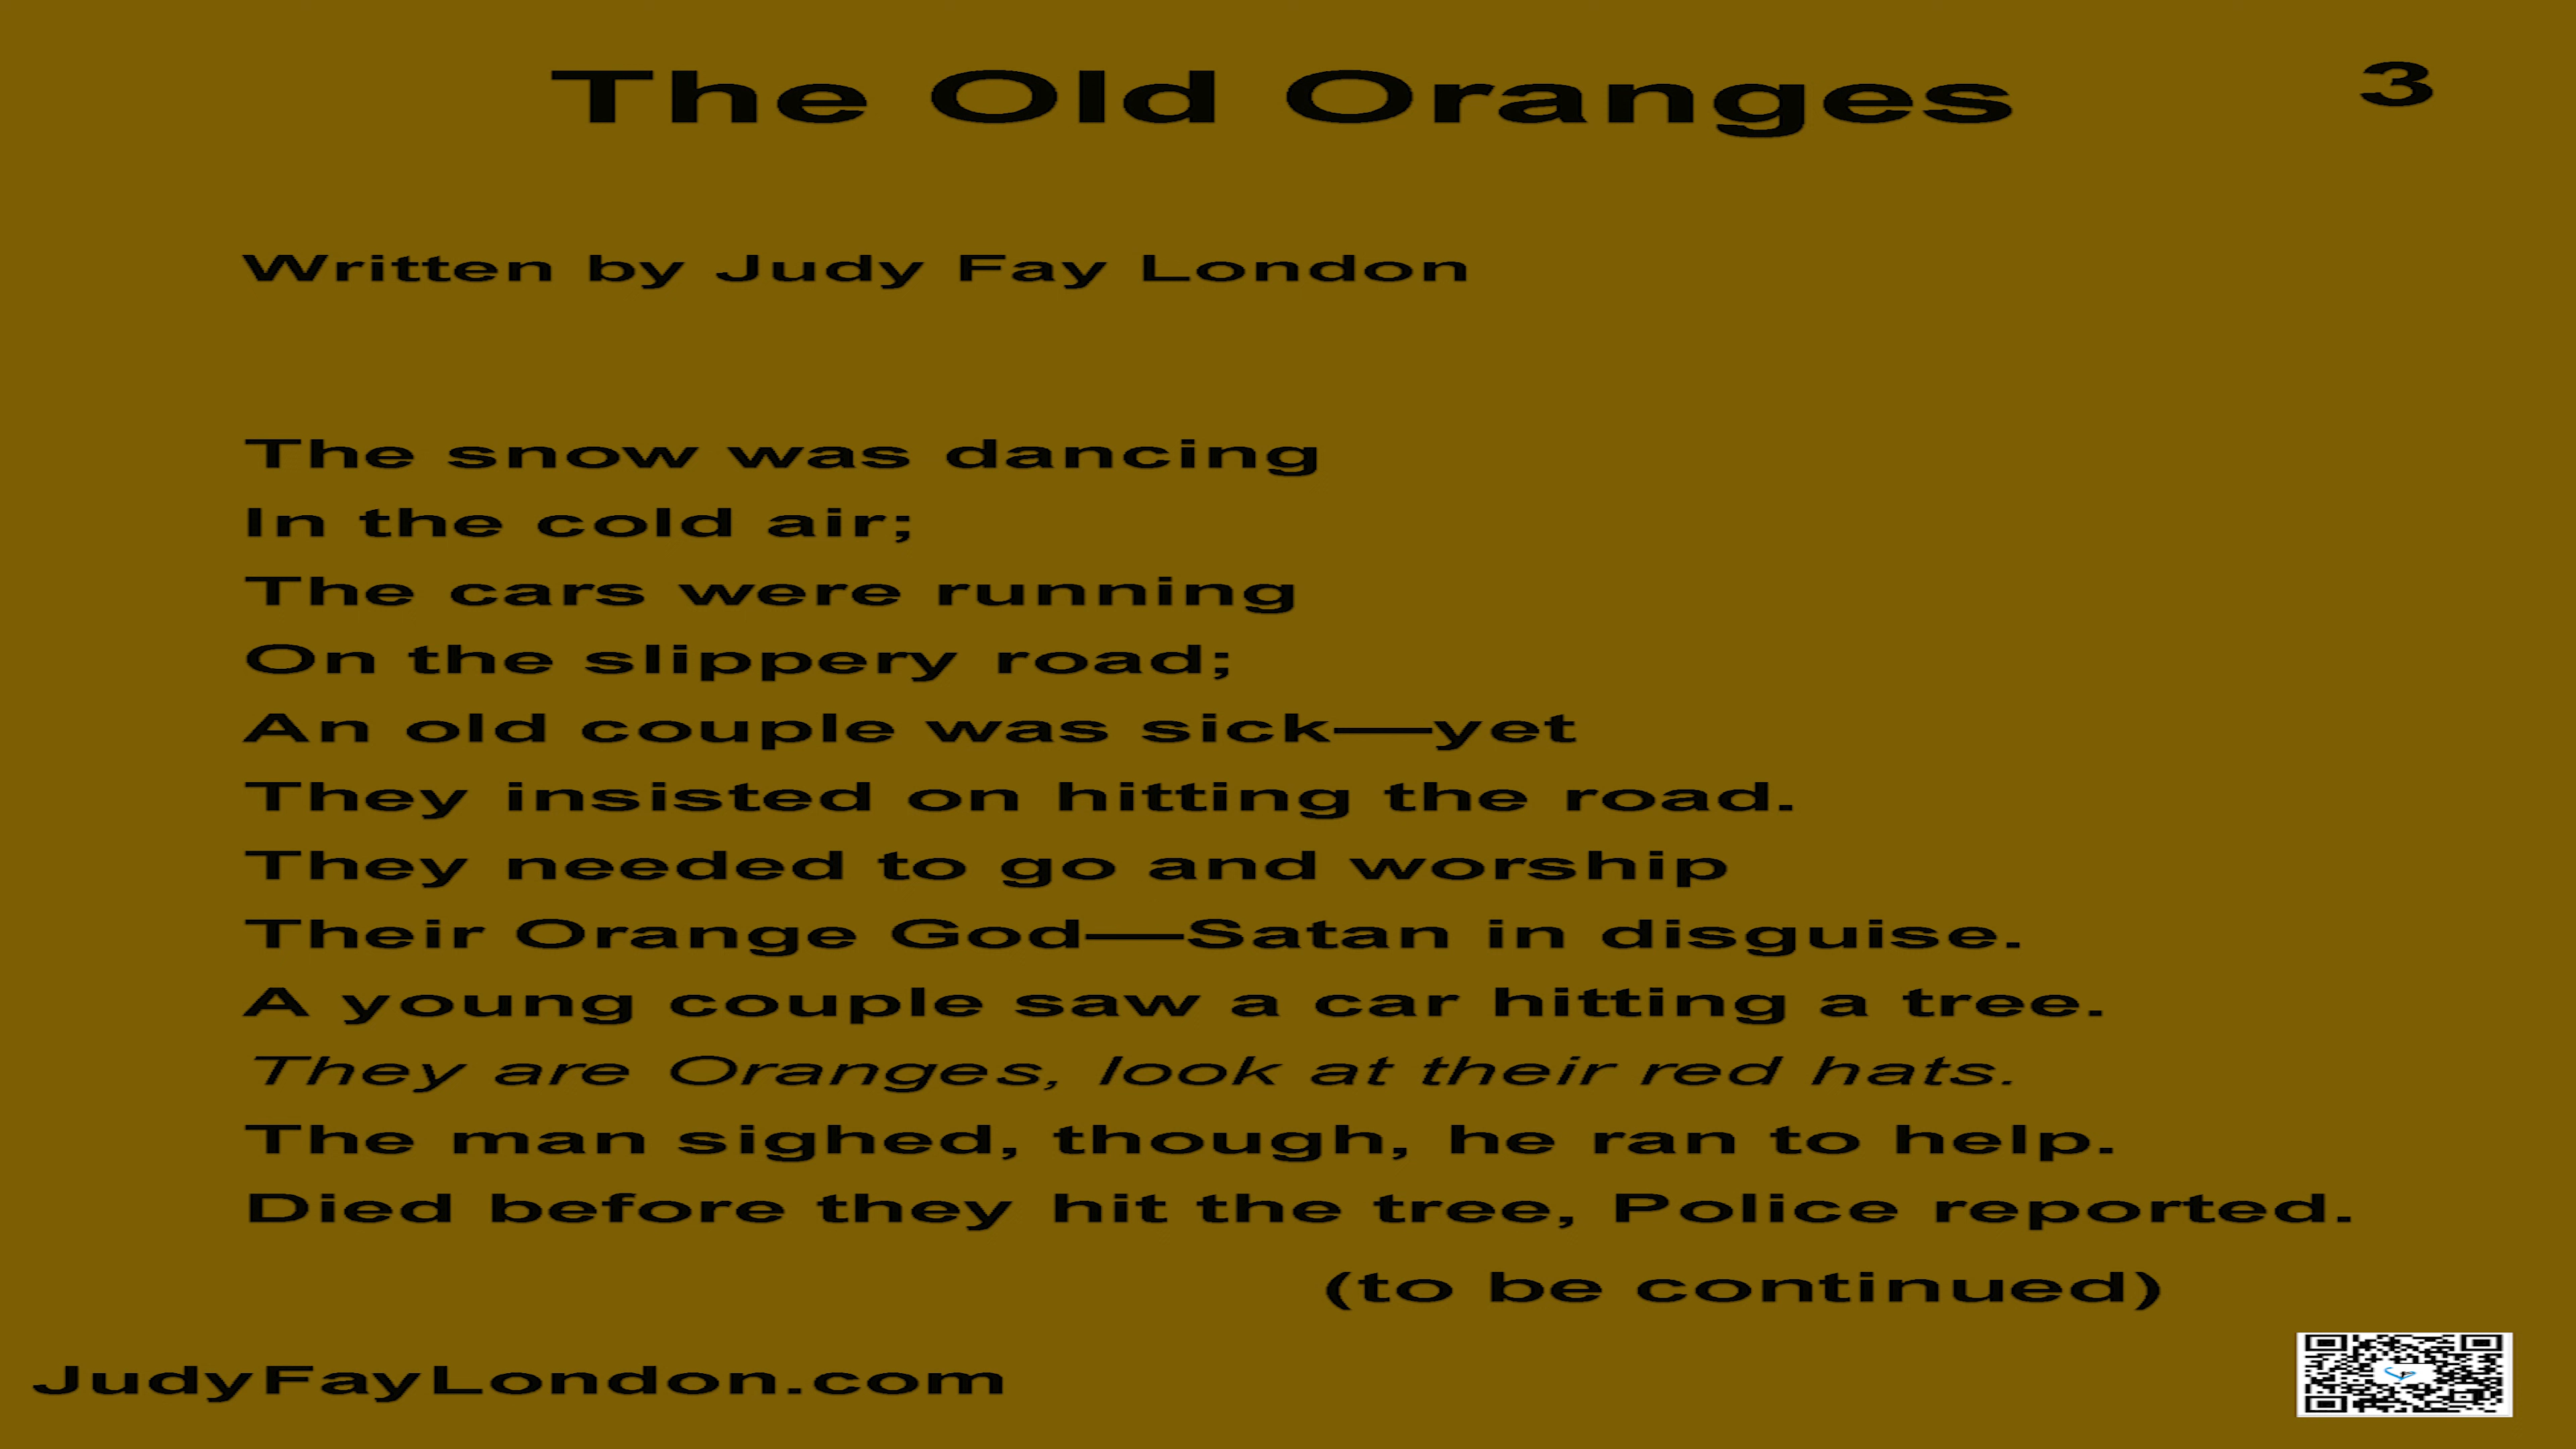 The Old Oranges 3
Written by Judy Fay London
The snow was dancing
In the cold air;
The cars were running
On the slippery road;
An old couple was sick—yet
They insisted on hitting the road.
They needed to go and worship
Their Orange God—Satan in disguise.
A young couple saw a car hitting a tree.
They are Oranges, look at their red hats.
The man sighed, though, he ran to help.
Died before they hit the tree, Police reported.
(to be continued)
JudyFayLondon.com